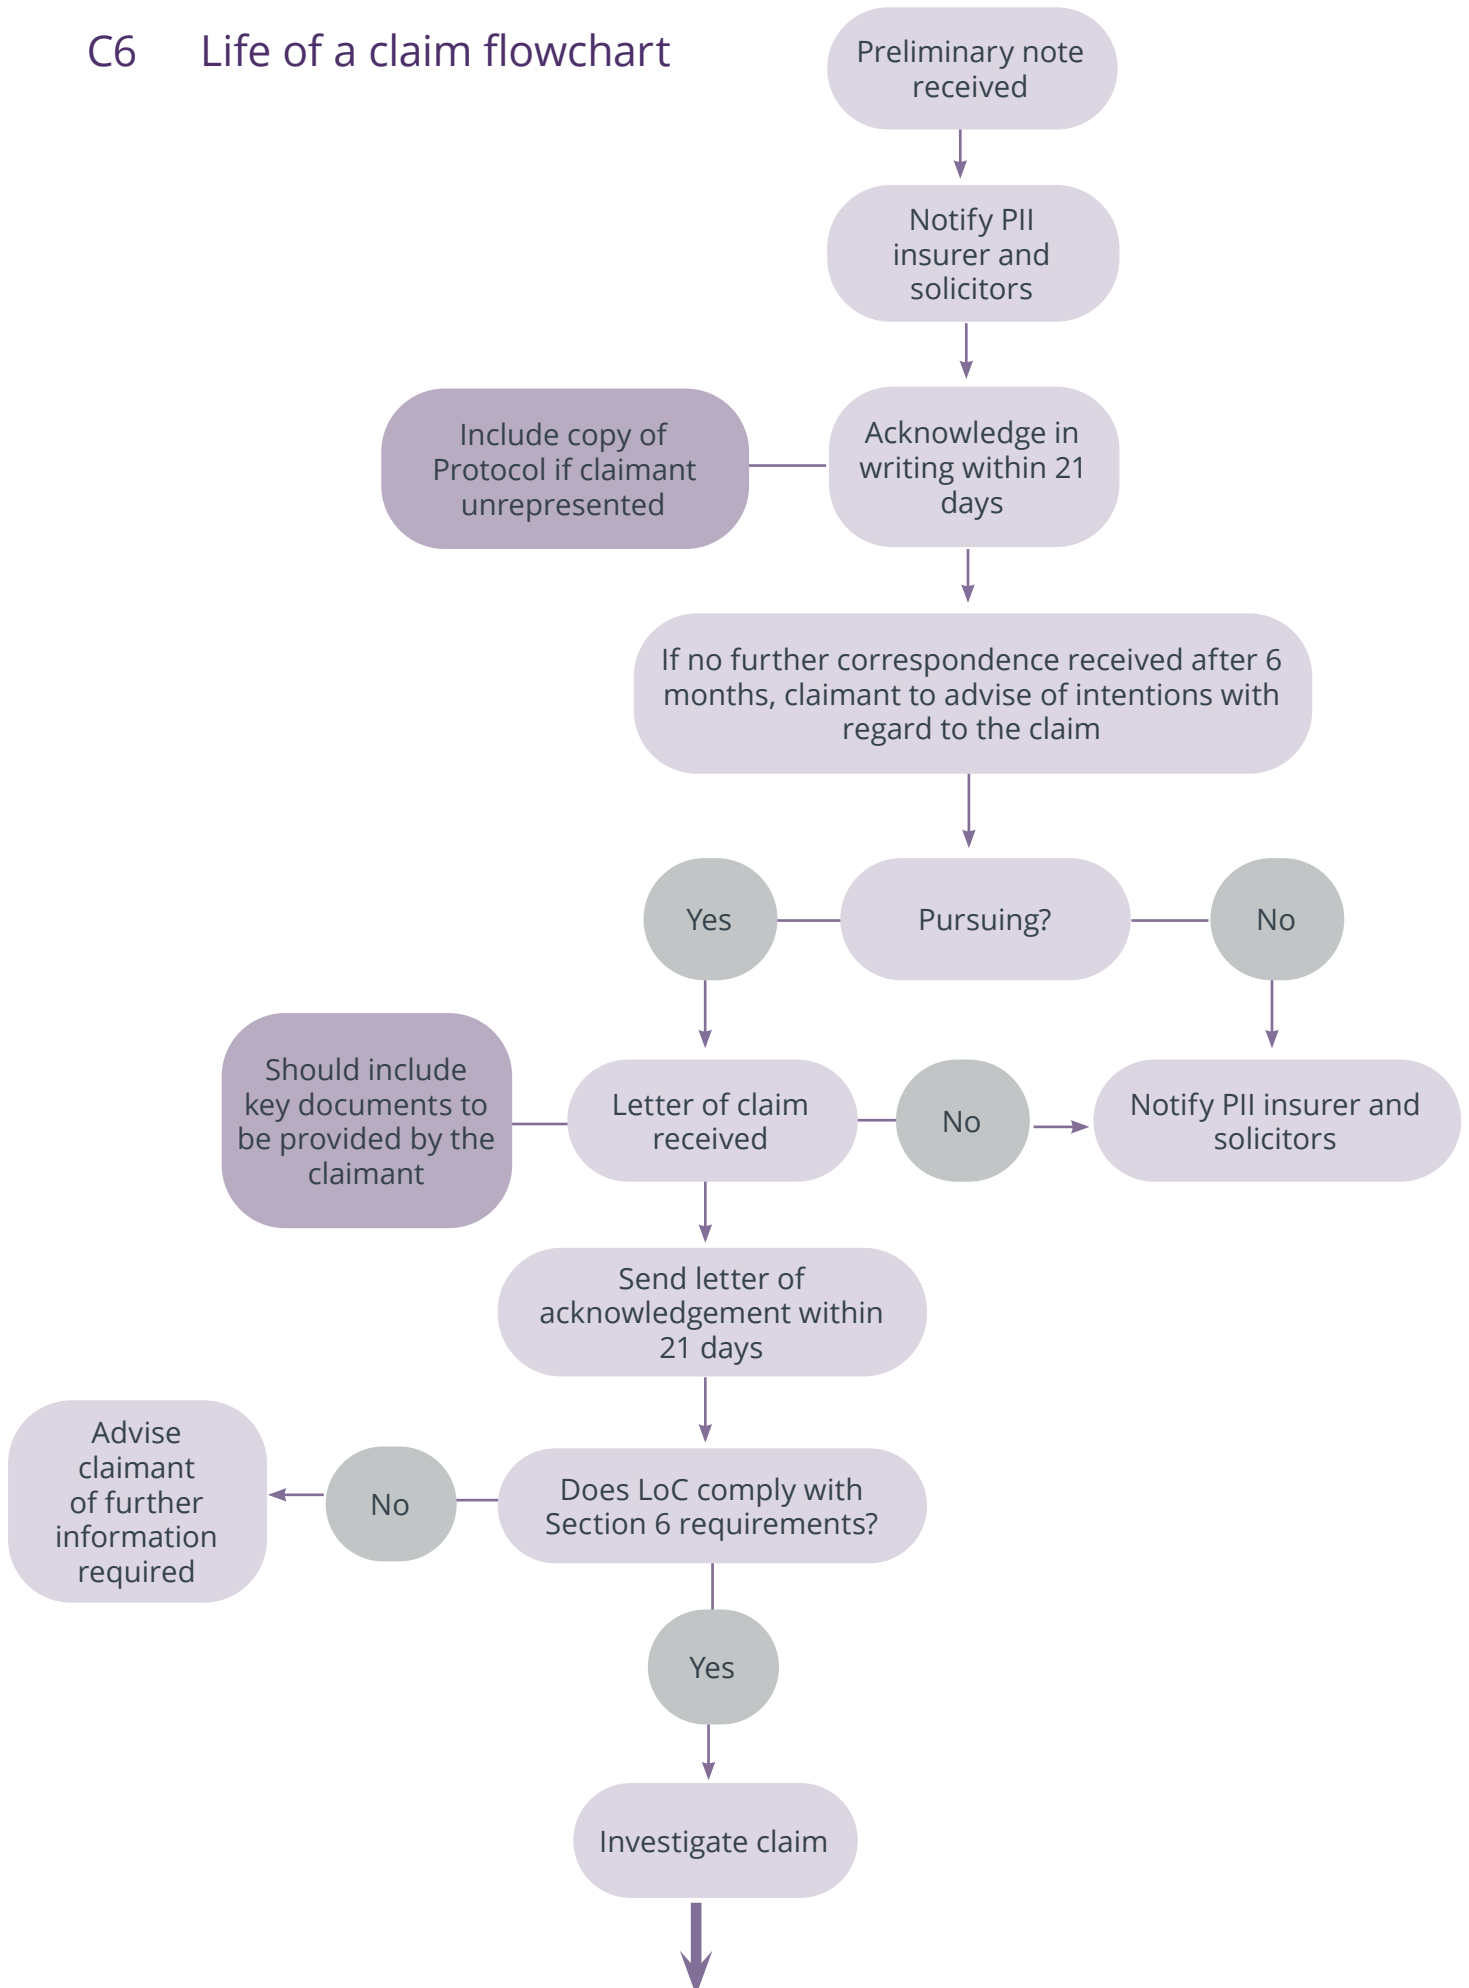 C6 Life of a claim flowchart
Preliminary note
received
Notify PII
insurer and
solicitors
Include copy of
Protocol if claimant
unrepresented
Acknowledge in
writing within 21
days
If no further correspondence received after 6
months, claimant to advise of intentions with
regard to the claim
Yes
Pursuing?
No
Should include
key documents to
be provided by the
claimant
Letter of claim
received
No
Notify PII insurer and
solicitors
Send letter of
acknowledgement within
21 days
Advise
claimant
of further
information
required
No
Does LoC comply with
Section 6 requirements?
Yes
Investigate claim